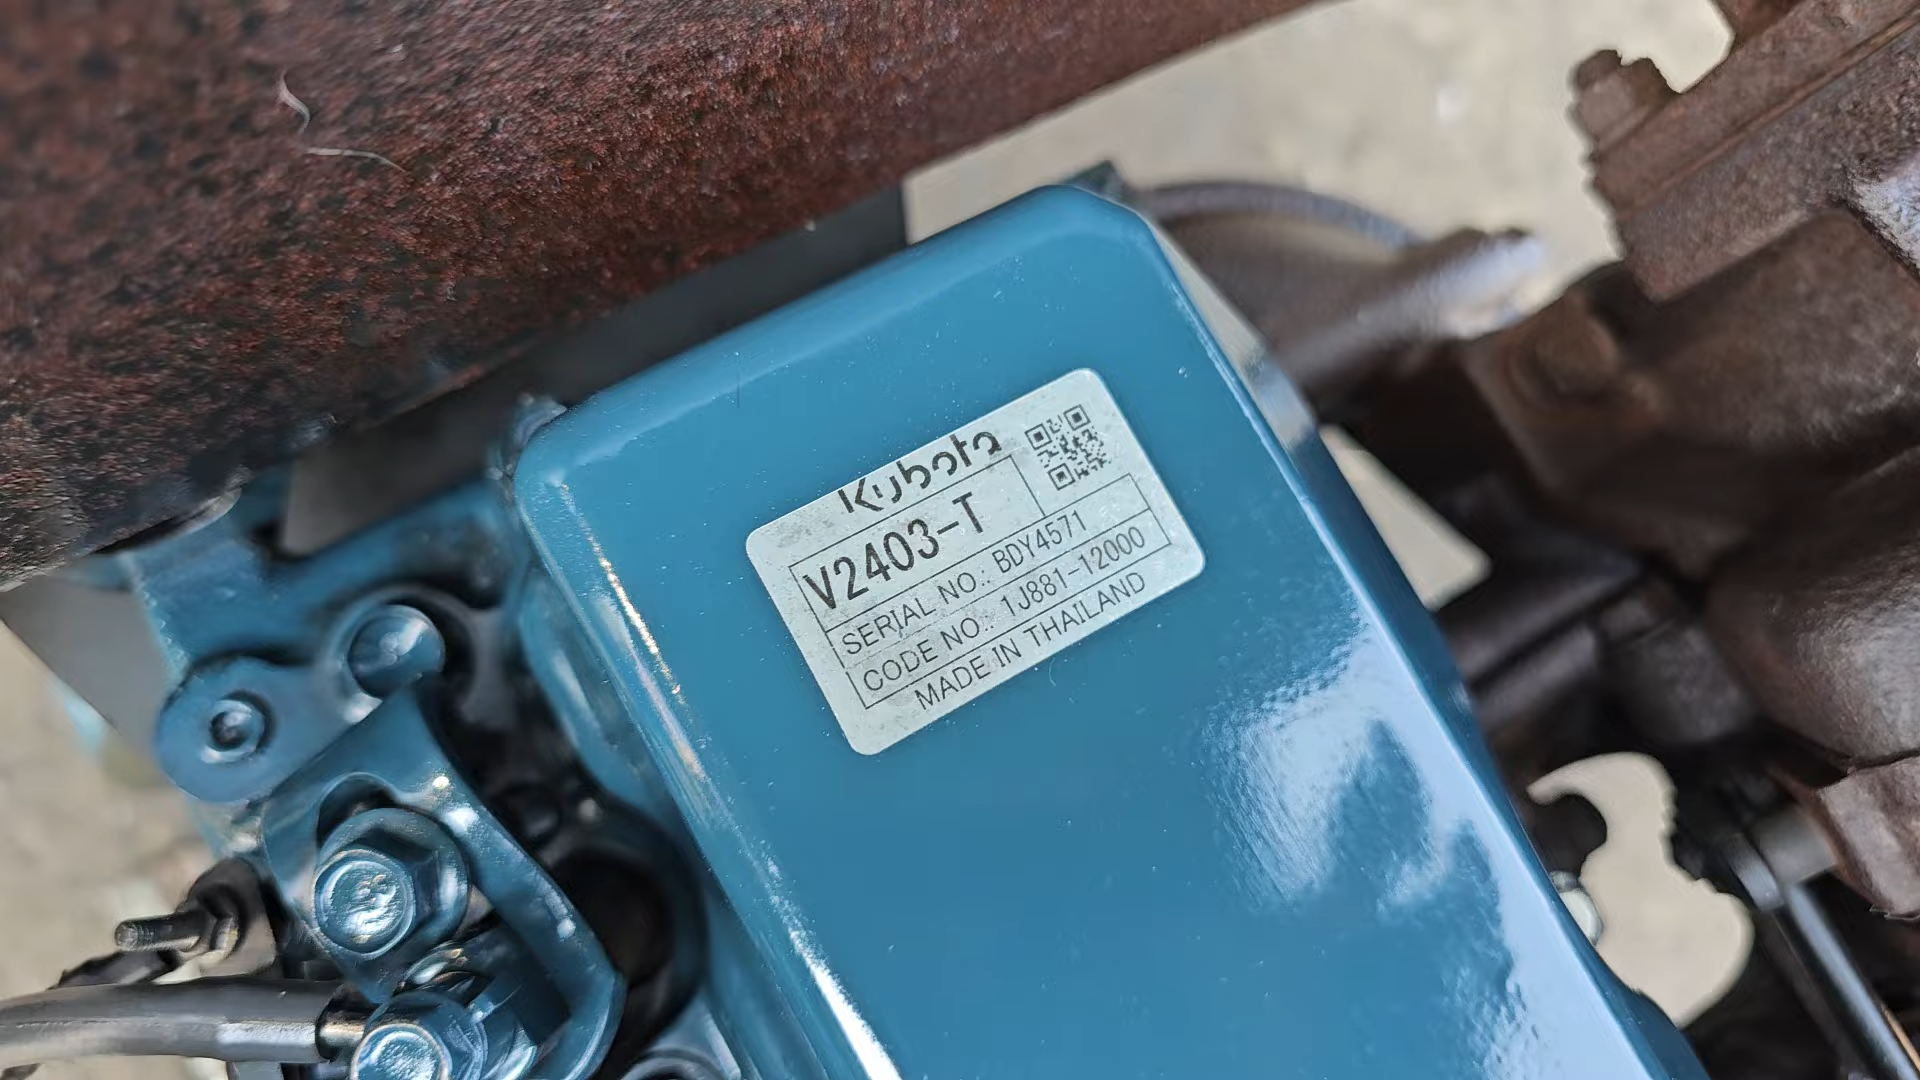 Kubota
V2403-T
SERIAL NO.: BDY4571
CODE NO.: 1J881-12000
MADE IN THAILAND